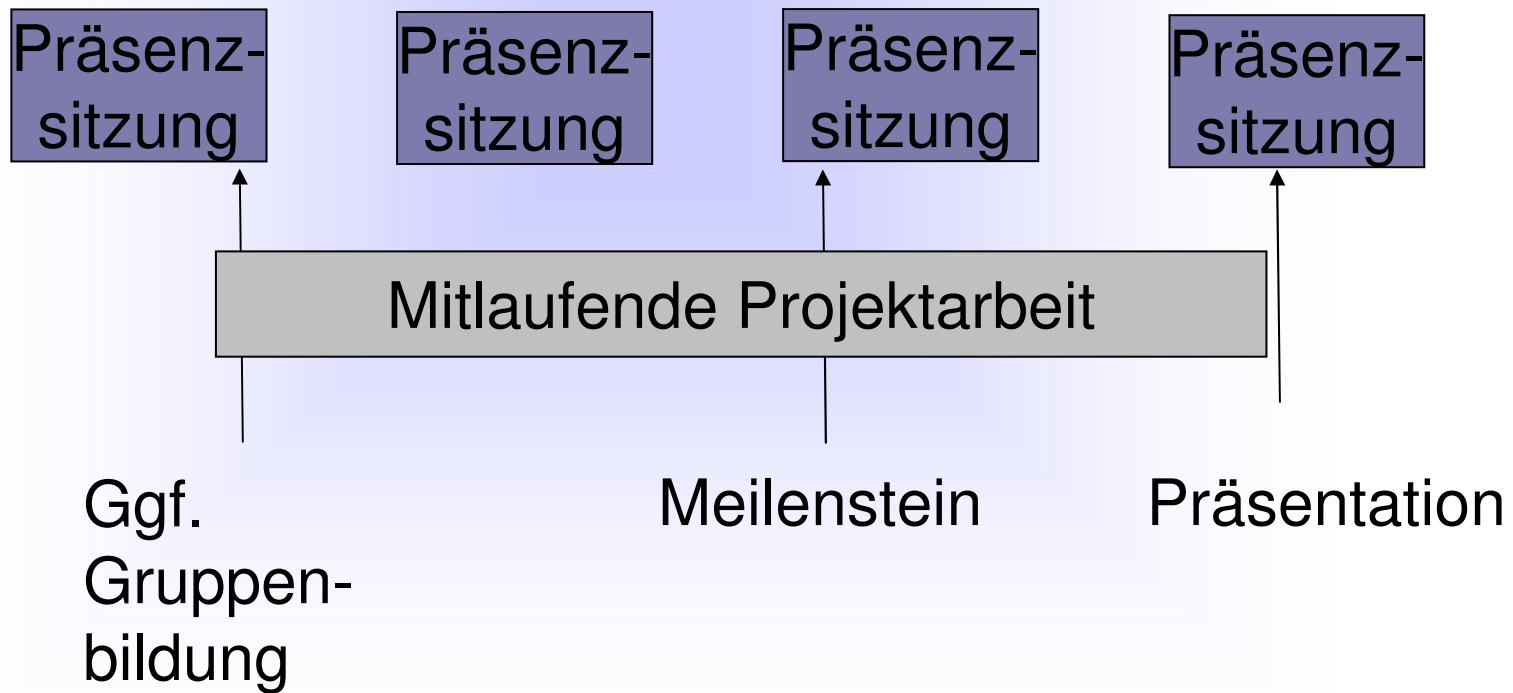 Präsenz-
sitzung
Präsenz-
sitzung
Präsenz-
sitzung
Präsenz-
sitzung
Mitlaufende Projektarbeit
Ggf.
Gruppen-
bildung
Meilenstein
Präsentation